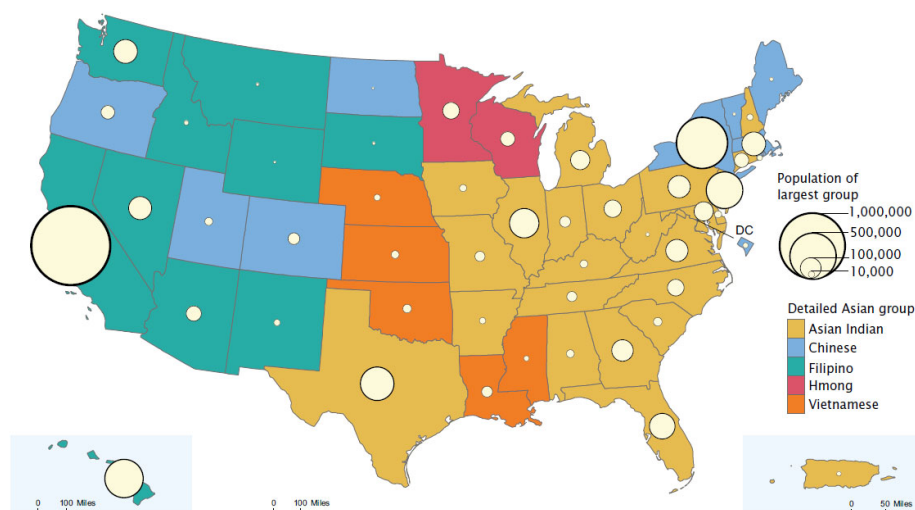 Population of
largest group
1,000,000
500,000
100,000
10,000
DC
Detailed Asian group
Asian Indian
Chinese
Filipino
Hmong
Vietnamese
0 100 Miles
0 100 Miles
0 50 Miles